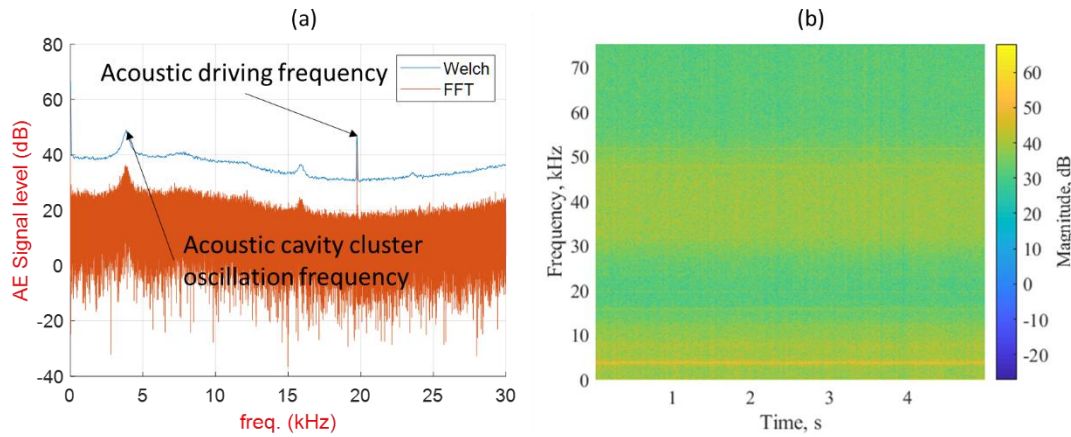 (a)
80
60
40
20
0
-20
-40
AE Signal level (dB)
Acoustic driving frequency
Welch
FFT
Acoustic cavity cluster
oscillation frequency
0 5 10 15 20 25 30
freq. (kHz)
(b)
70
60
50
40
30
20
10
0
Frequency, kHz
1 2 3 4
Time, s
60
50
40
30
20
10
0
-10
-20
Magnitude, dB